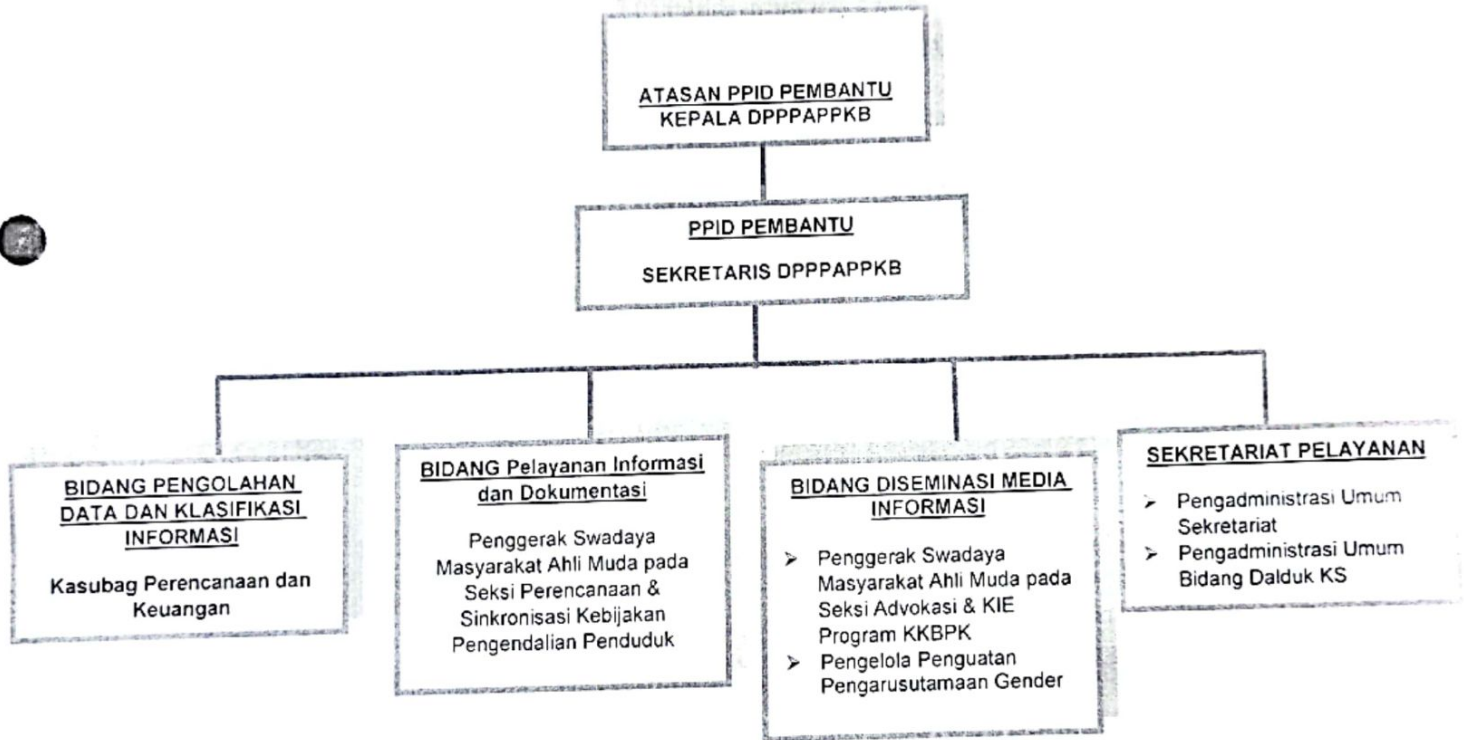 ATASAN PPID PEMBANTU
KEPALA DPPPAPPKB
PPID PEMBANTU
SEKRETARIS DPPPAPPKB
BIDANG PENGOLAHAN
DATA DAN KLASIFIKASI
INFORMASI
Kasubag Perencanaan dan
Keuangan
BIDANG Pelayanan Informasi
dan Dokumentasi
Penggerak Swadaya
Masyarakat Ahli Muda pada
Seksi Perencanaan &
Sinkronisasi Kebijakan
Pengendalian Penduduk
BIDANG DISEMINASI MEDIA
INFORMASI
➢ Penggerak Swadaya
Masyarakat Ahli Muda pada
Seksi Advokasi & KIE
Program KKBPK
➢ Pengelola Penguatan
Pengarusutamaan Gender
SEKRETARIAT PELAYANAN
➢ Pengadministrasi Umum
Sekretariat
➢ Pengadministrasi Umum
Bidang Dalduk KS